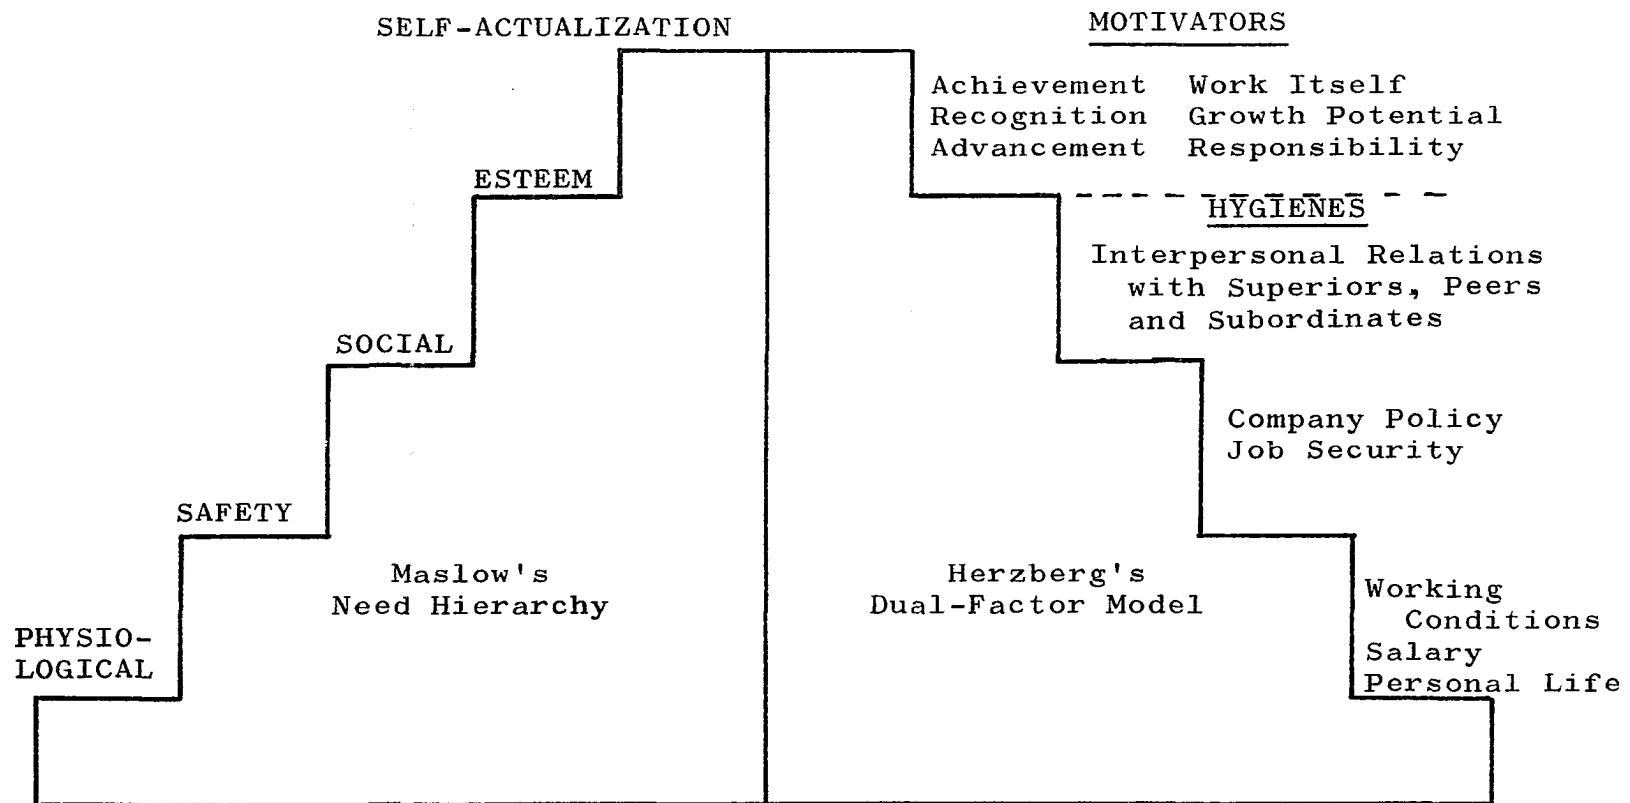 SELF-ACTUALIZATION
ESTEEM
SOCIAL
SAFETY
PHYSIO-
LOGICAL
Maslow's
Need Hierarchy
Herzberg's
Dual-Factor Model
MOTIVATORS
Achievement Work Itself
Recognition Growth Potential
Advancement Responsibility
HYGIENES
Interpersonal Relations
with Superiors, Peers
and Subordinates
Company Policy
Job Security
Working
Conditions
Salary
Personal Life